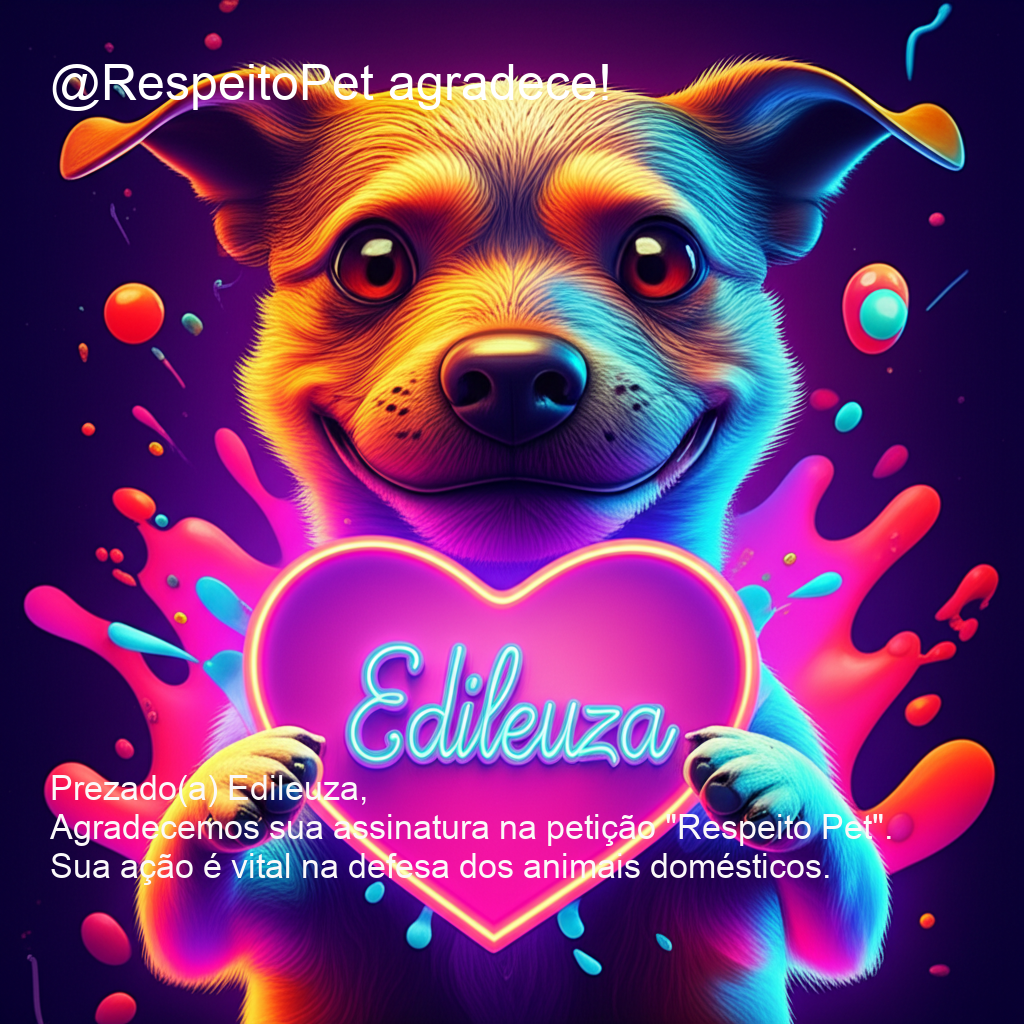 @RespeitoPet agradece!
Edileuza
Prezado(a) Edileuza,
Agradecemos sua assinatura na petição "Respeito Pet".
Sua ação é vital na defesa dos animais domésticos.